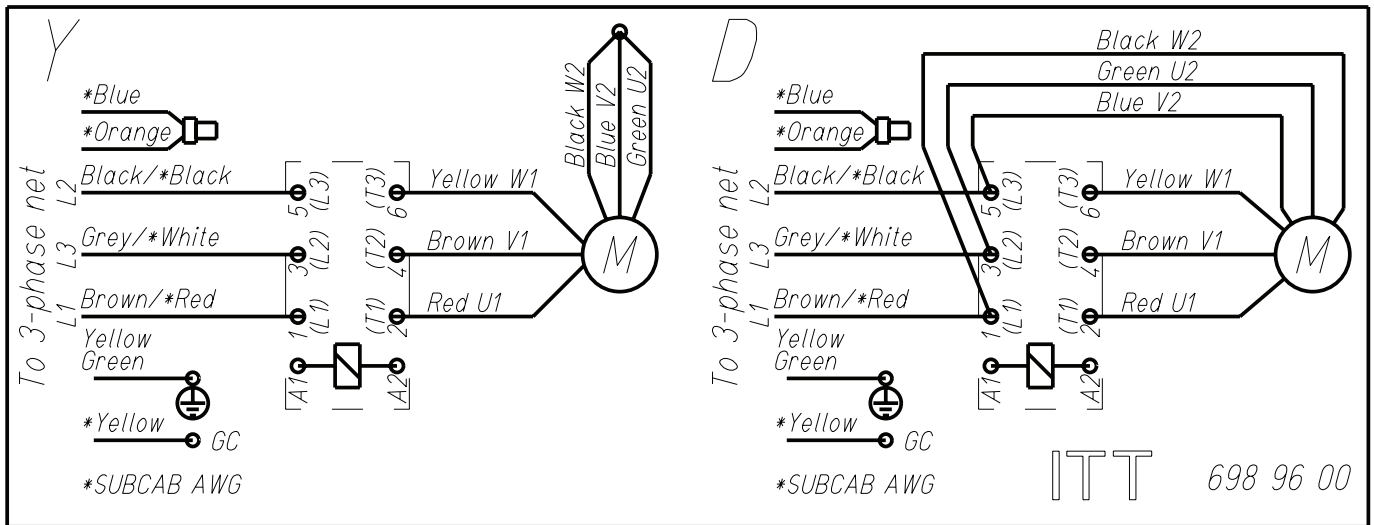 Y
*Blue
*Orange
To 3-phase net
L2
Black/*Black
L3
Grey/*White
L1
Brown/*Red
Yellow
Green
*Yellow
GC
*SUBCAB AWG
5
(L3)
(T3)
6
3
(L2)
(T2)
4
1
(L1)
(T1)
2
A1
A2
Yellow W1
Brown V1
Red U1
Black W2
Blue V2
Green U2
M
D
Black W2
Green U2
Blue V2
*Blue
*Orange
To 3-phase net
L2
Black/*Black
L3
Grey/*White
L1
Brown/*Red
Yellow
Green
*Yellow
GC
*SUBCAB AWG
5
(L3)
(T3)
6
3
(L2)
(T2)
4
1
(L1)
(T1)
2
A1
A2
Yellow W1
Brown V1
Red U1
M
ITT
698 96 00